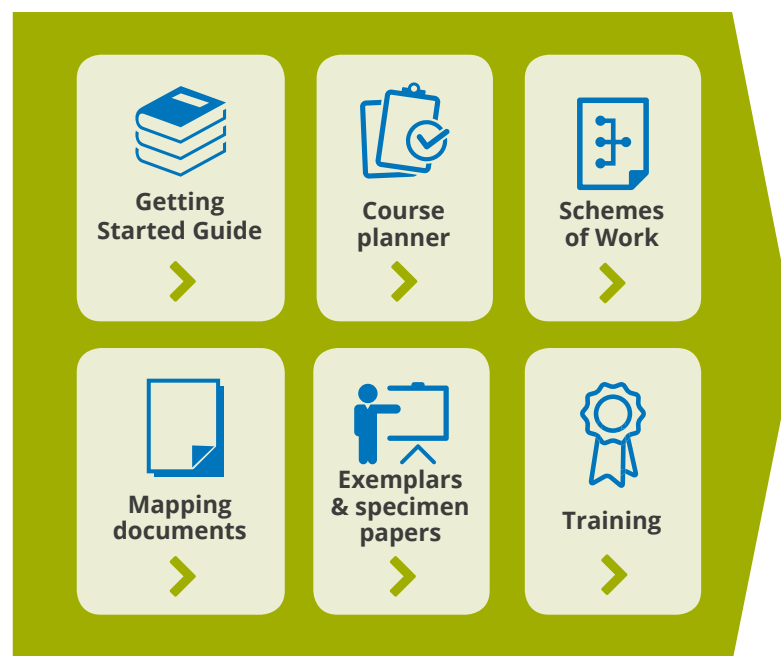 Getting
Started Guide
Course
planner
Schemes
of Work
Mapping
documents
Exemplars
& specimen
papers
Training